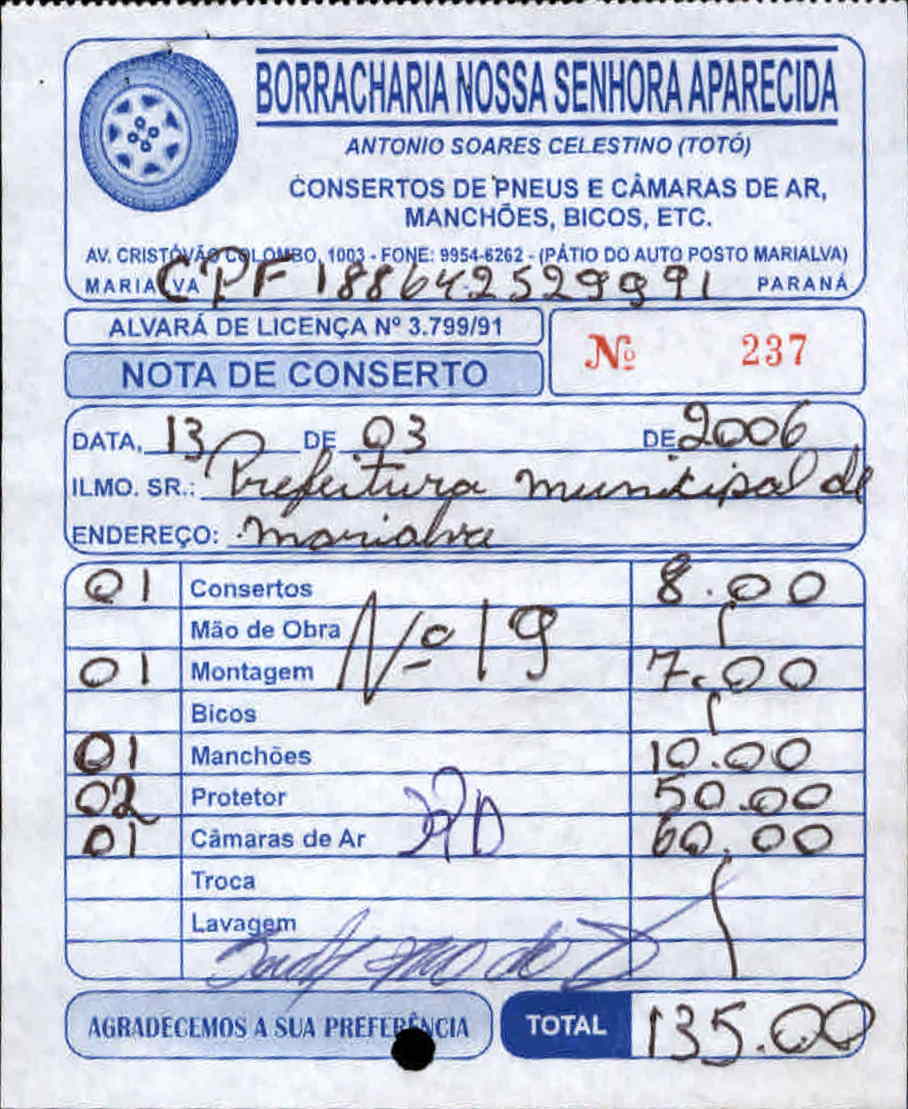 BORRACHARIA NOSSA SENHORA APARECIDA
ANTONIO SOARES CELESTINO (TOTÓ)
CONSERTOS DE PNEUS E CÂMARAS DE AR,
MANCHÕES, BICOS, ETC.
AV. CRISTÓVÃO COLOMBO, 1003 - FONE: 9954-6262 - (PÁTIO DO AUTO POSTO MARIALVA)
MARIALVA PARANÁ
CPF 188642529991
ALVARÁ DE LICENÇA Nº 3.799/91
NOTA DE CONSERTO
Nº 237
DATA, 13 DE 03 DE 2006
ILMO. SR.: Prefeitura municipal de
ENDEREÇO: marialva
01 Consertos 8.00
Mão de Obra
Nº 19
01 Montagem 7.00
Bicos
01 Manchões 10.00
02 Protetor 50.00
01 Câmaras de Ar 60.00
Troca
Lavagem
AGRADECEMOS A SUA PREFERÊNCIA
TOTAL 135.00